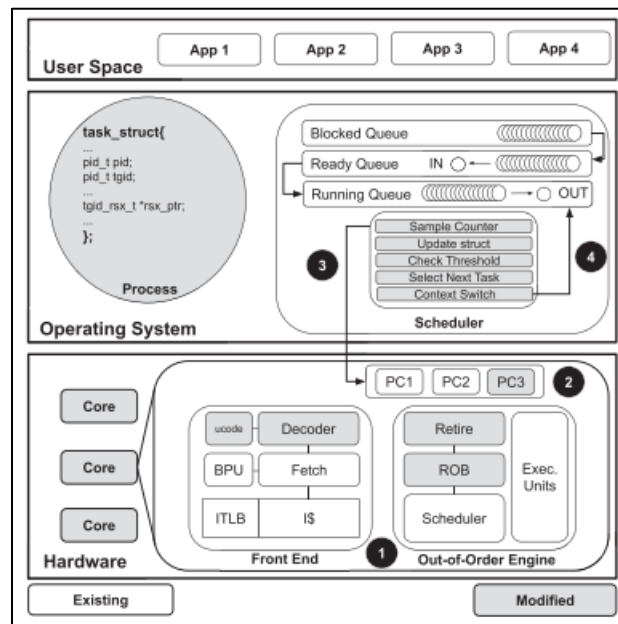 App 1
App 2
App 3
App 4
User Space
task_struct{
...
pid_t pid;
pid_t tgid;
...
tgid_rsx_t *rsx_ptr;
...
};
Process
Operating System
Blocked Queue
Ready Queue IN
Running Queue OUT
Sample Counter
Update struct
Check Threshold
Select Next Task
Context Switch
Scheduler
3
4
PC1
PC2
PC3
2
Core
Core
Core
Hardware
ucode
Decoder
BPU
Fetch
ITLB
I$
Front End
1
Retire
ROB
Scheduler
Exec.
Units
Out-of-Order Engine
Existing
Modified